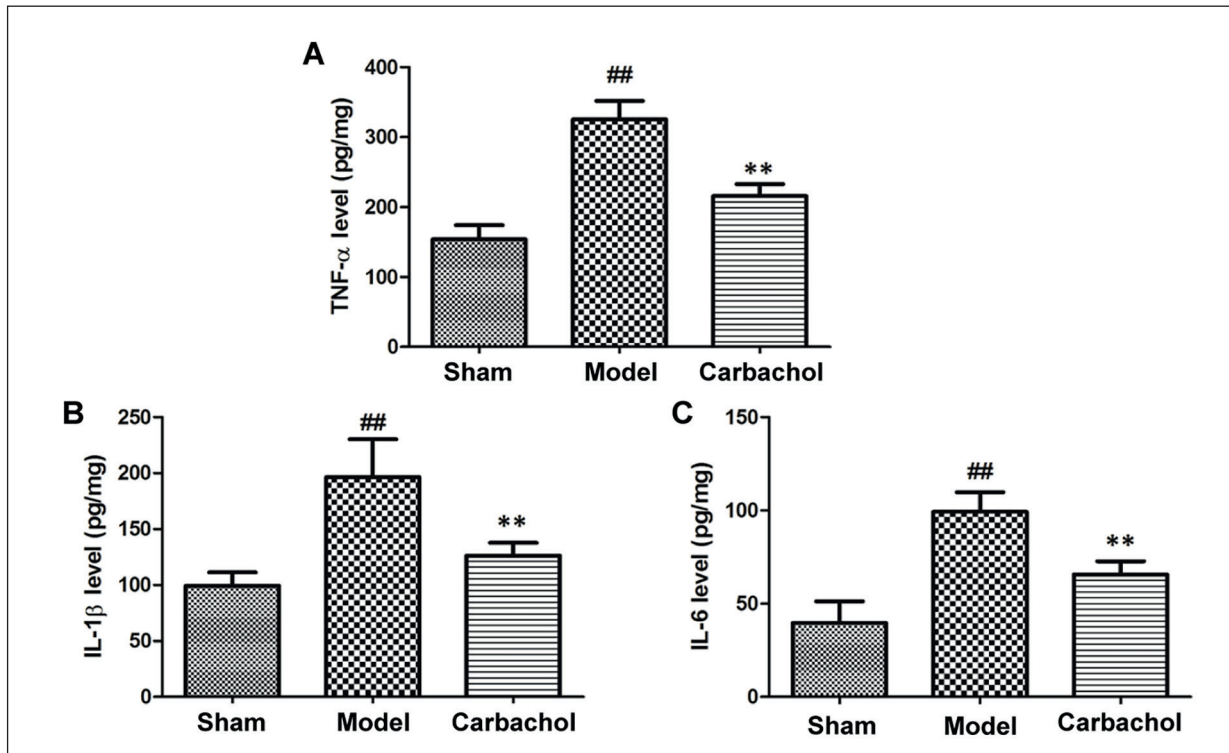 A
TNF-α level (pg/mg)
400
300
200
100
0
##
**
Sham Model Carbachol
B
IL-1β level (pg/mg)
250
200
150
100
50
0
##
**
Sham Model Carbachol
C
IL-6 level (pg/mg)
150
100
50
0
##
**
Sham Model Carbachol